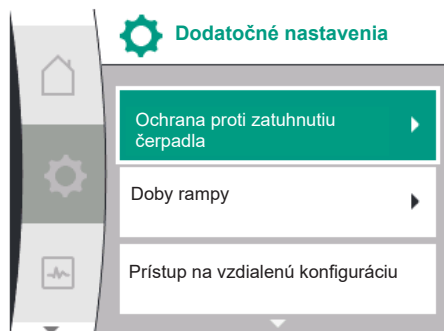 Dodatočné nastavenia
Ochrana proti zatuhnutiu
čerpadla
Doby rampy
Prístup na vzdialenú konfiguráciu